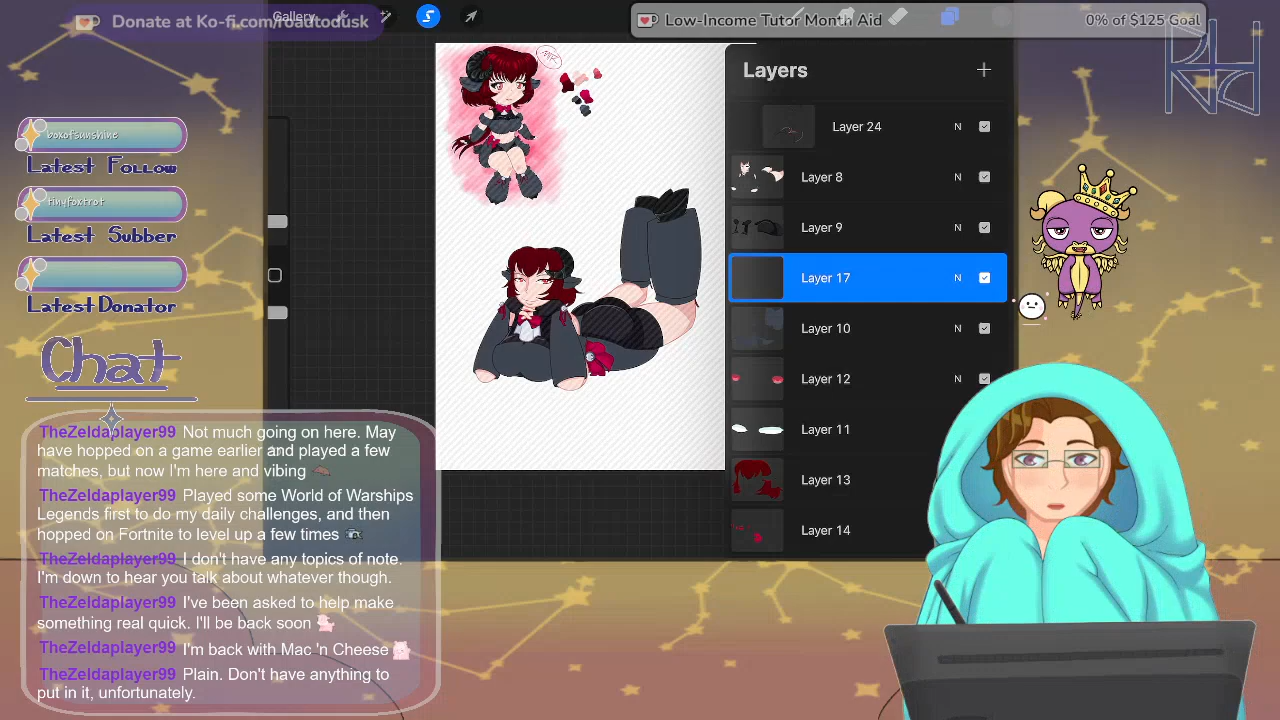 Donate at Ko-fi.com/roadtodusk
Gallery
Low-Income Tutor Month Aid
0% of $125 Goal
Layers
Layer 24
N
Layer 8
N
Layer 9
N
Layer 17
N
Layer 10
N
Layer 12
N
Layer 11
Layer 13
Layer 14
boxofsunshine
Latest Follow
tinyfoxtrot
Latest Subber
Latest Donator
Chat
TheZeldaplayer99 Not much going on here. May
have hopped on a game earlier and played a few
matches, but now I'm here and vibing
TheZeldaplayer99 Played some World of Warships
Legends first to do my daily challenges, and then
hopped on Fortnite to level up a few times
TheZeldaplayer99 I don't have any topics of note.
I'm down to hear you talk about whatever though.
TheZeldaplayer99 I've been asked to help make
something real quick. I'll be back soon
TheZeldaplayer99 I'm back with Mac 'n Cheese
TheZeldaplayer99 Plain. Don't have anything to
put in it, unfortunately.